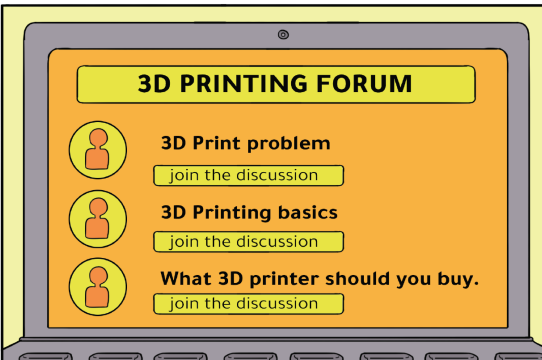 3D PRINTING FORUM
3D Print problem
join the discussion
3D Printing basics
join the discussion
What 3D printer should you buy.
join the discussion